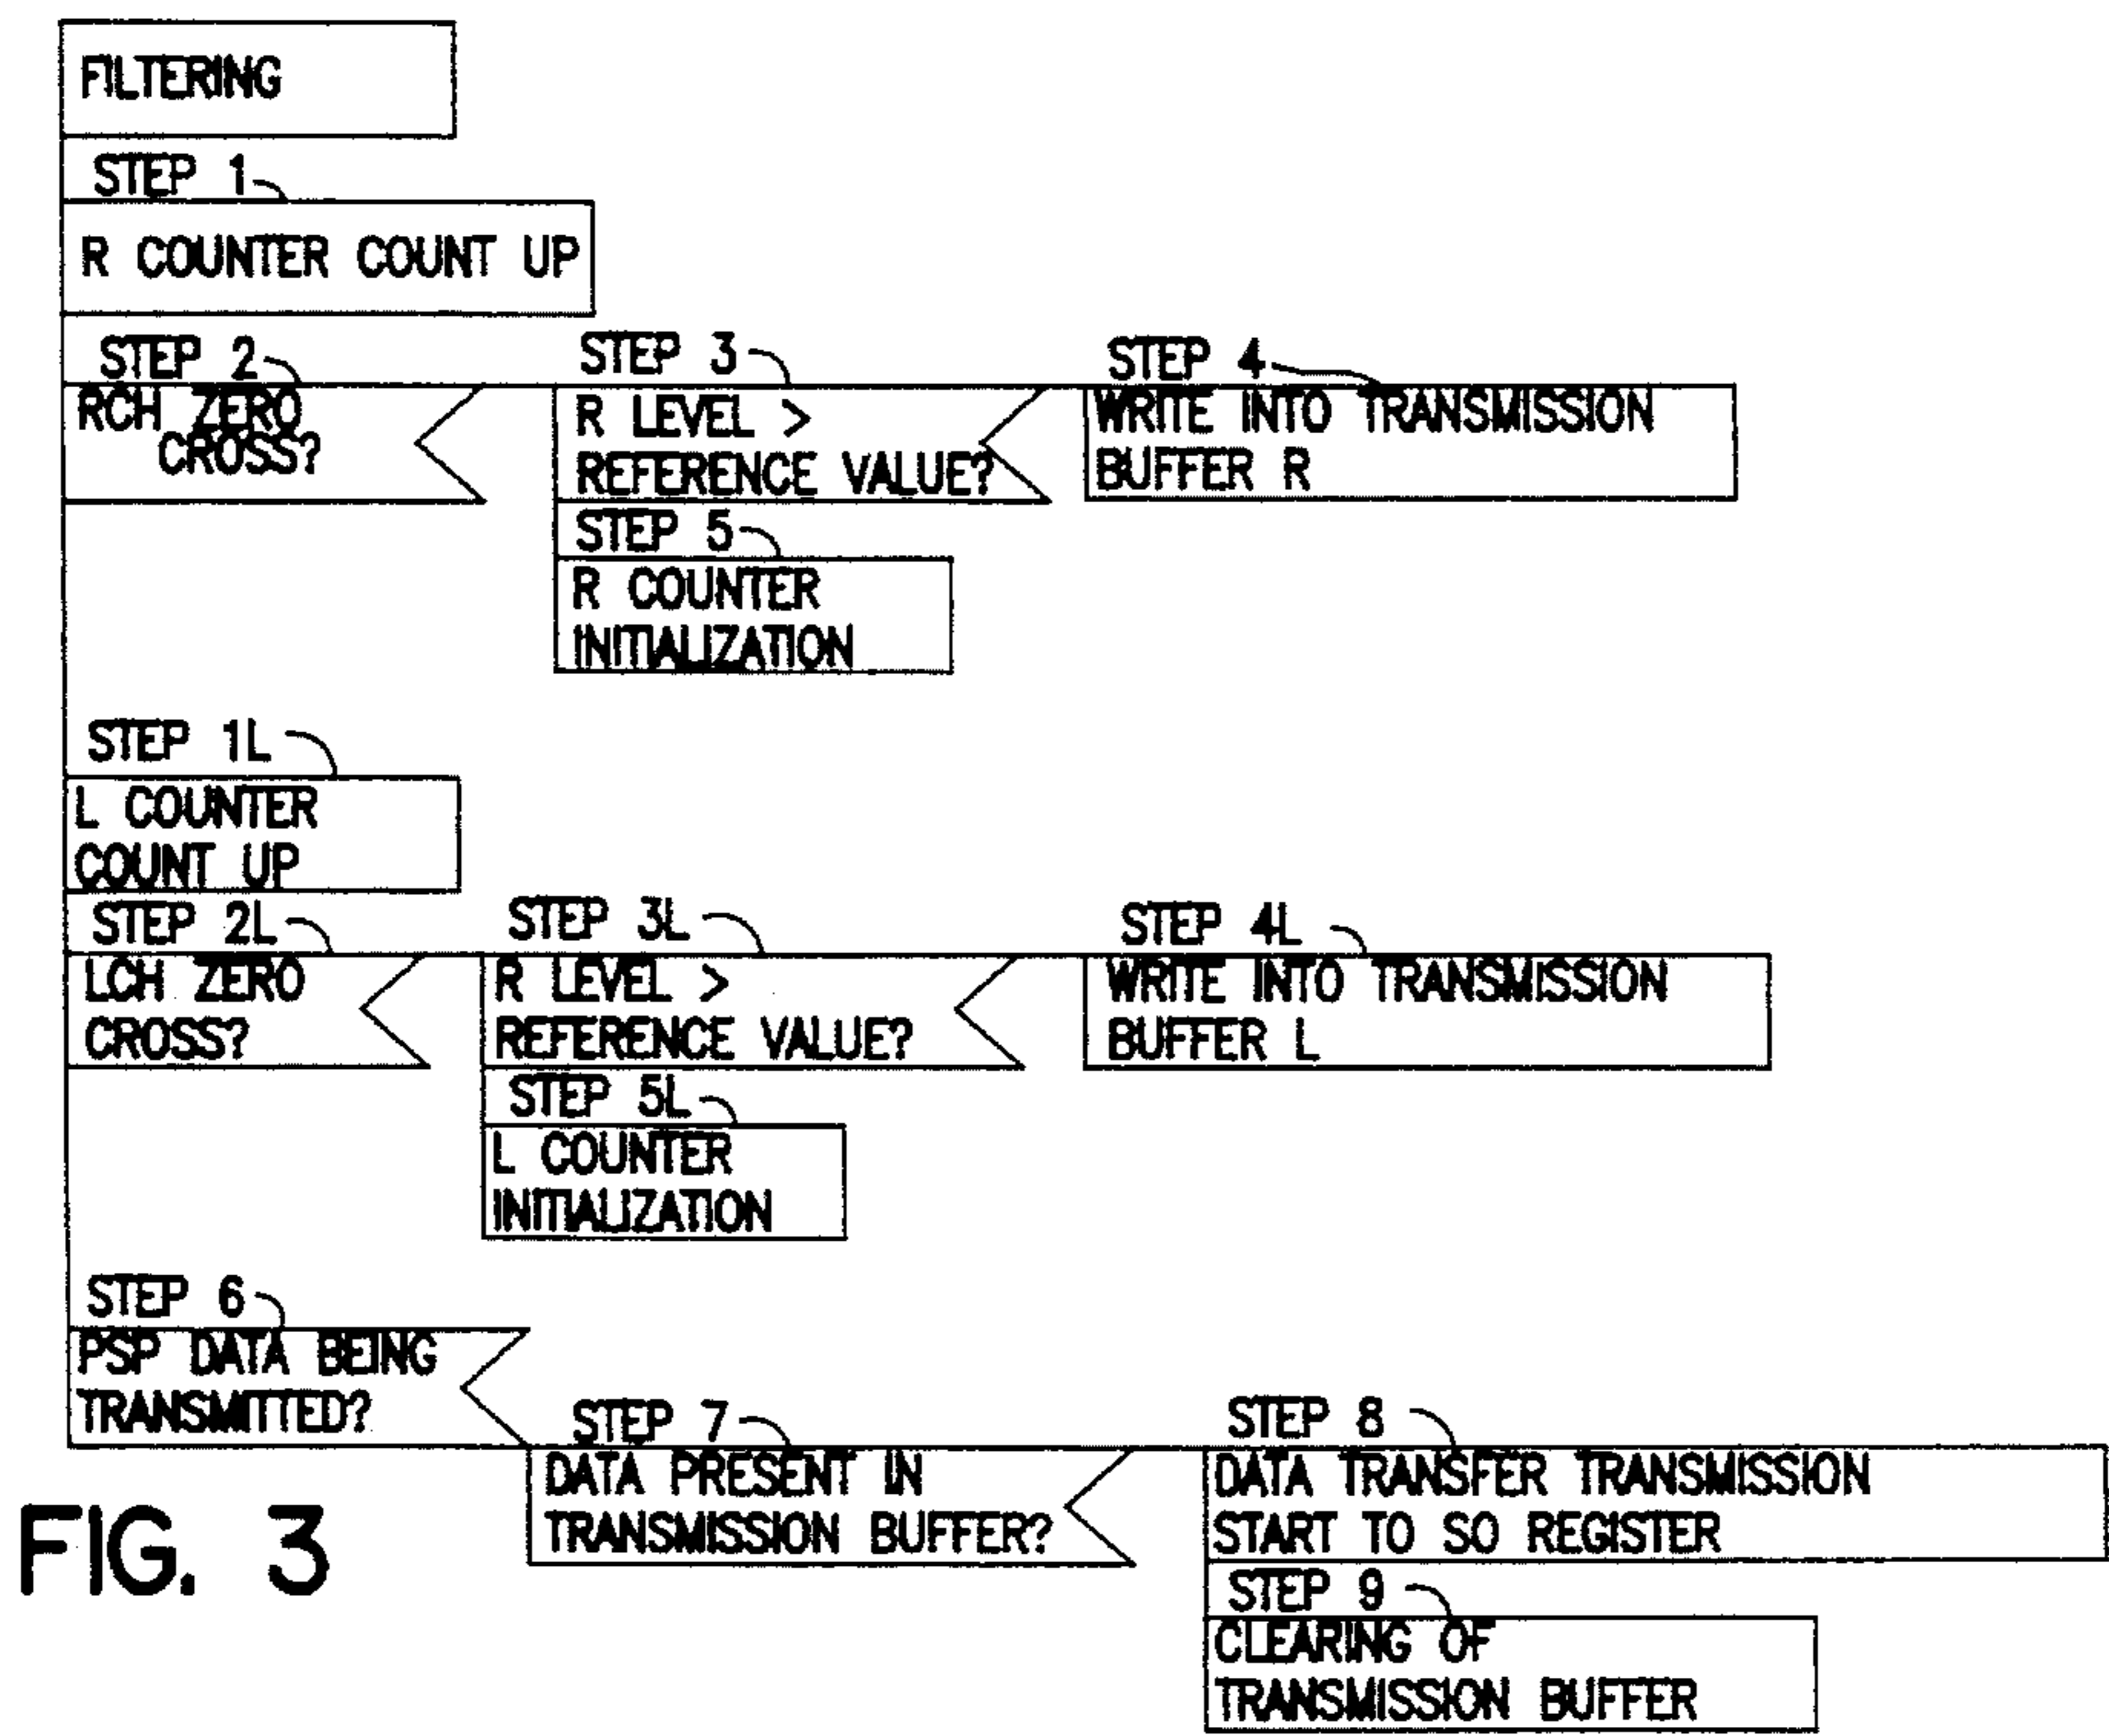 FILTERING
STEP 1
R COUNTER COUNT UP
STEP 2
RCH ZERO
CROSS?
STEP 3
R LEVEL >
REFERENCE VALUE?
STEP 4
WRITE INTO TRANSMISSION
BUFFER R
STEP 5
R COUNTER
INITIALIZATION
STEP 1L
L COUNTER
COUNT UP
STEP 2L
LCH ZERO
CROSS?
STEP 3L
R LEVEL >
REFERENCE VALUE?
STEP 4L
WRITE INTO TRANSMISSION
BUFFER L
STEP 5L
L COUNTER
INITIALIZATION
STEP 6
PSP DATA BEING
TRANSMITTED?
STEP 7
DATA PRESENT IN
TRANSMISSION BUFFER?
STEP 8
DATA TRANSFER TRANSMISSION
START TO SO REGISTER
STEP 9
CLEARING OF
TRANSMISSION BUFFER
FIG. 3